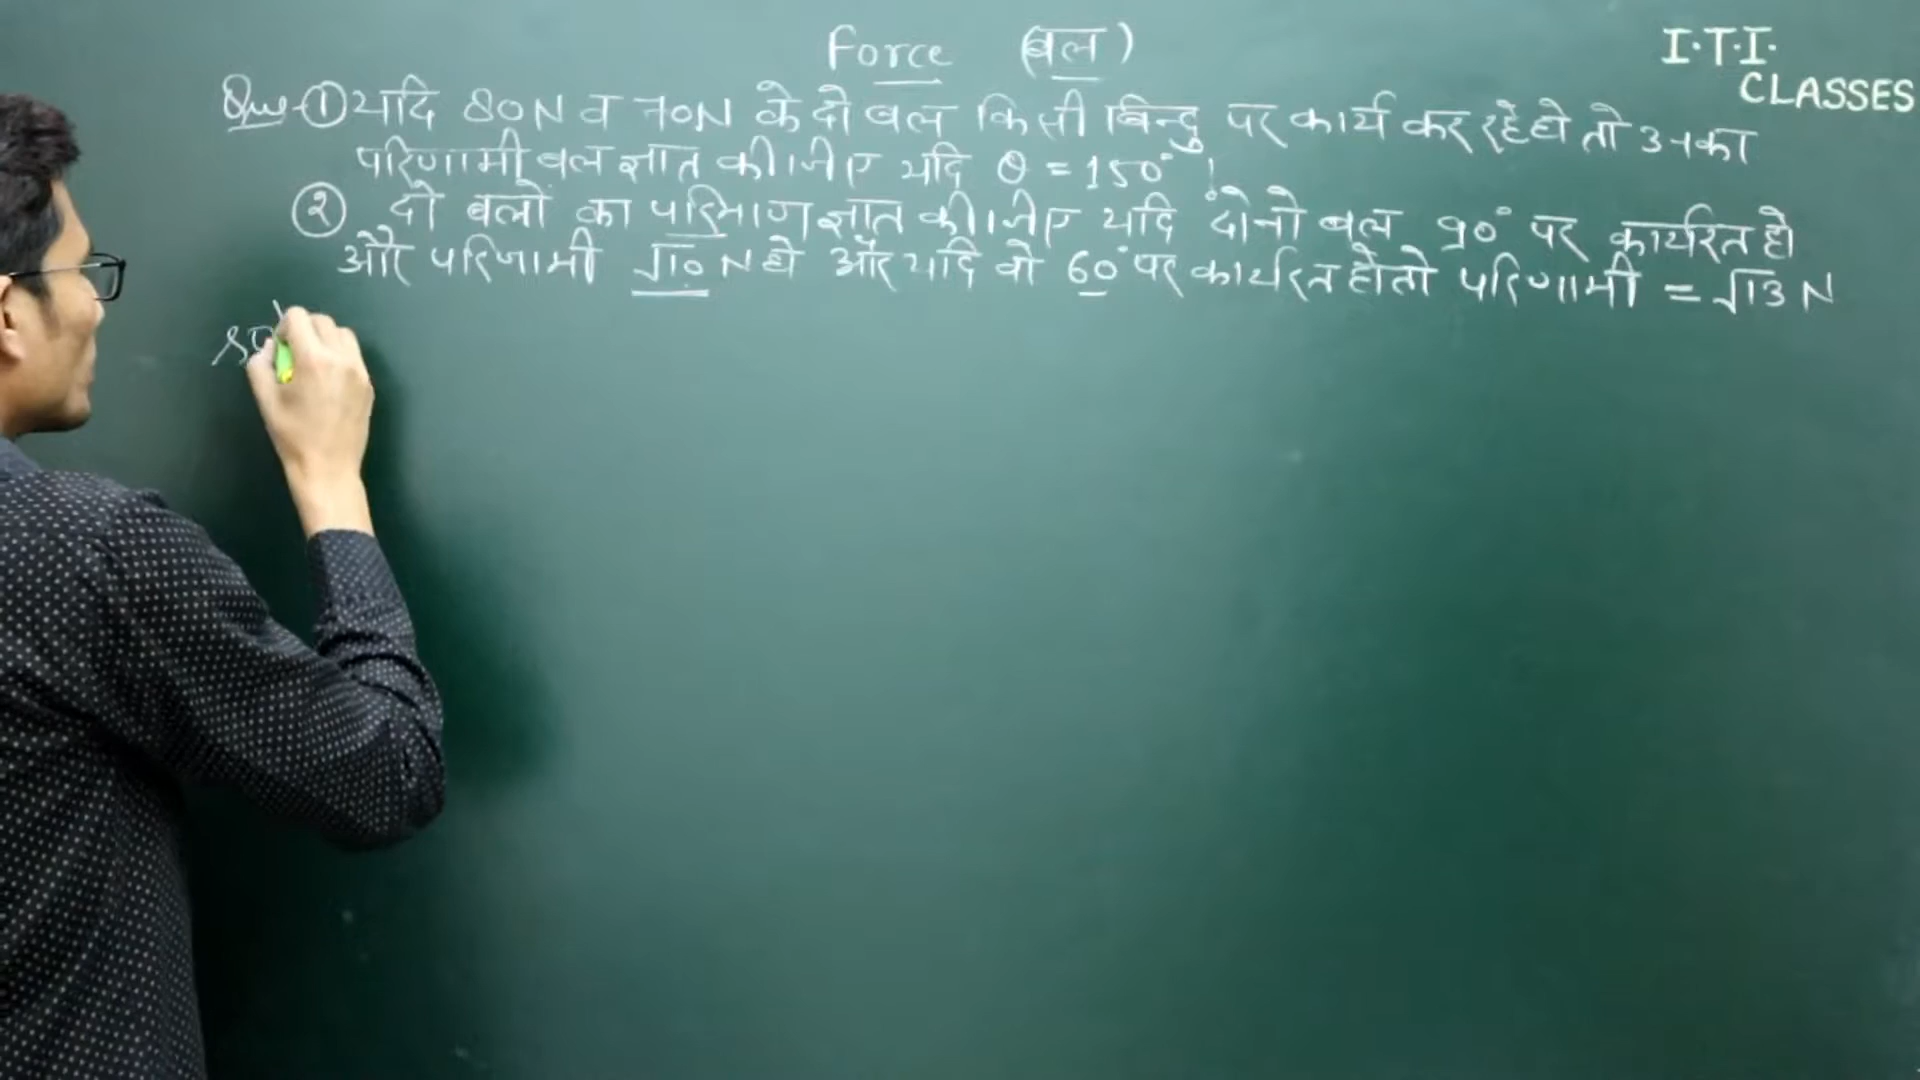 Force (बल)
I.T.I.
CLASSES
Que-① यदि 80N व 70N के दो बल किसी बिन्दु पर कार्य कर रहे हो तो उनका
परिणामी बल ज्ञात कीजिए यदि θ = 150° ।
② दो बलों का परिमाण ज्ञात कीजिए यदि दोनो बल 90° पर कार्यरत हो
और परिणामी √10 N हो और यदि वो 60° पर कार्यरत हो तो परिणामी = √13 N